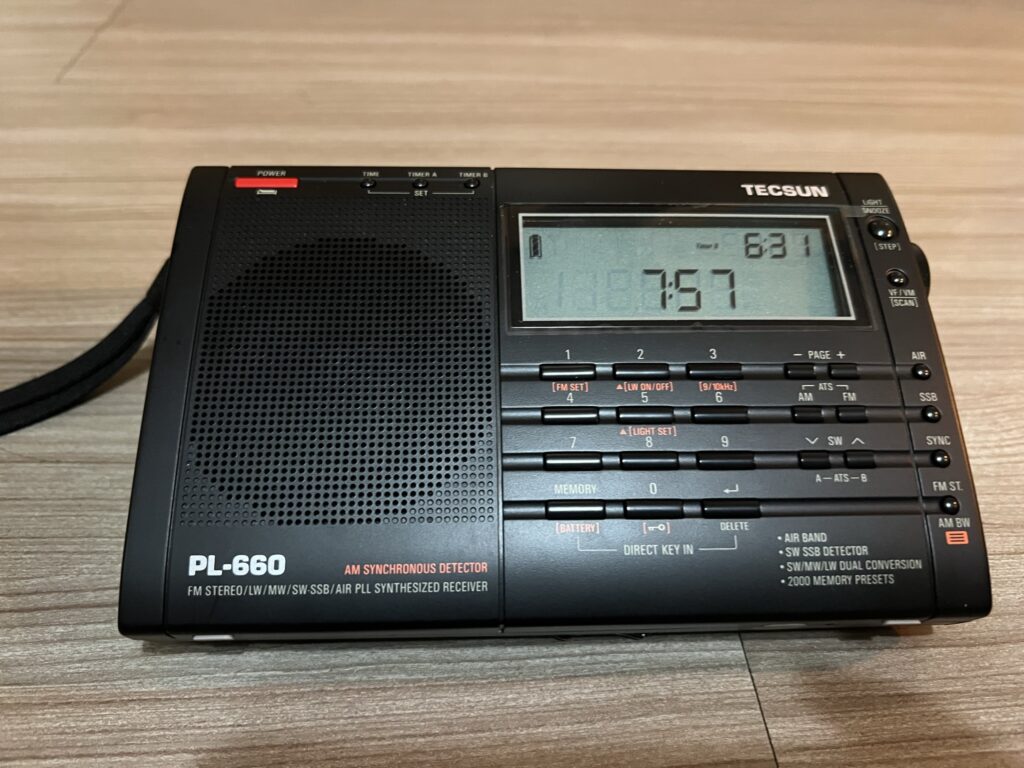 POWER TIME TIMER A TIMER B
SET
TECSUN
LIGHT
SNOOZE
[STEP]
Timer B 6:31
7:57
VF/VM
[SCAN]
1 2 3 - PAGE + AIR
[FM SET] ▲[LW ON/OFF] [9/10kHz] ATS
AM FM
4 5 6 SSB
▲[LIGHT SET]
7 8 9 ∨ SW ∧ SYNC
A—ATS—B
MEMORY 0 ↵ FM ST.
[BATTERY] DELETE AM BW
DIRECT KEY IN
• AIR BAND
• SW SSB DETECTOR
• SW/MW/LW DUAL CONVERSION
• 2000 MEMORY PRESETS
PL-660 AM SYNCHRONOUS DETECTOR
FM STEREO/LW/MW/SW-SSB/AIR PLL SYNTHESIZED RECEIVER